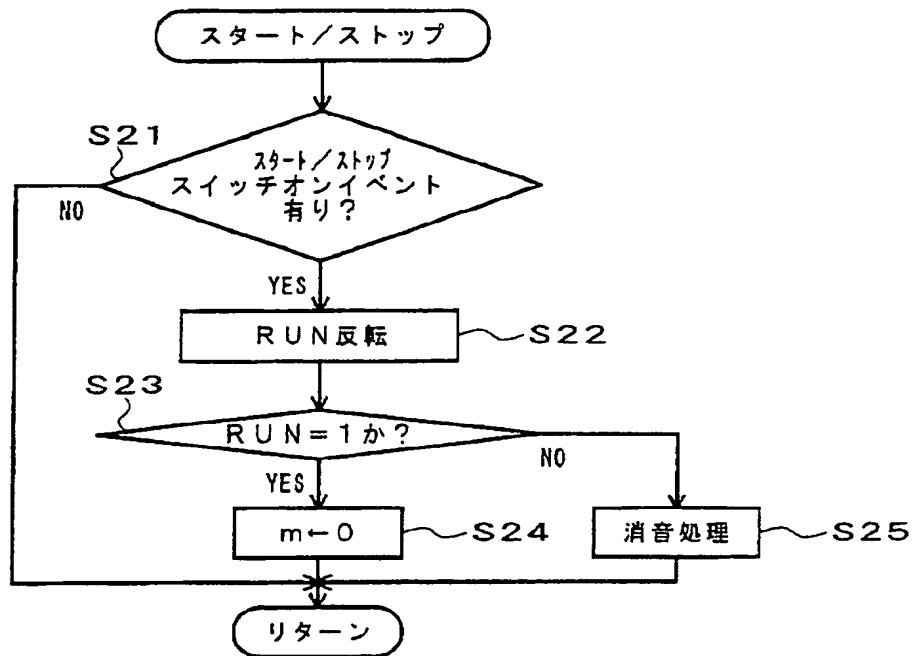 スタート/ストップ
S21
スタート/ストップ
スイッチオンイベント
有り?
NO
YES
RUN反転
S22
S23
RUN=1か?
NO
YES
m←0
S24
消音処理
S25
リターン